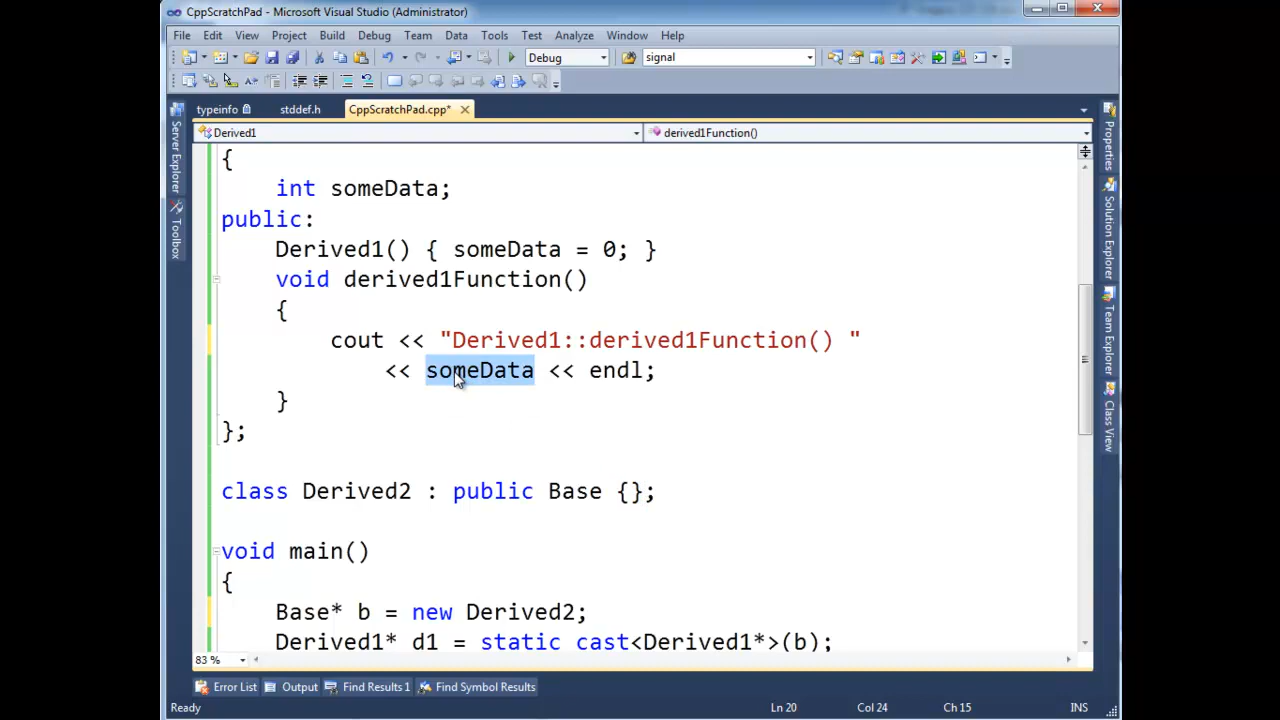 CppScratchPad - Microsoft Visual Studio (Administrator)
File Edit View Project Build Debug Team Data Tools Test Analyze Window Help
Debug signal
typeinfo stddef.h CppScratchPad.cpp*
Derived1 derived1Function()
{
int someData;
public:
Derived1() { someData = 0; }
void derived1Function()
{
cout << "Derived1::derived1Function() "
<< someData << endl;
}
};
class Derived2 : public Base {};
void main()
{
Base* b = new Derived2;
Derived1* d1 = static_cast<Derived1*>(b);
83 %
Server Explorer
Toolbox
Properties
Solution Explorer
Team Explorer
Class View
Error List Output Find Results 1 Find Symbol Results
Ready Ln 20 Col 24 Ch 15 INS